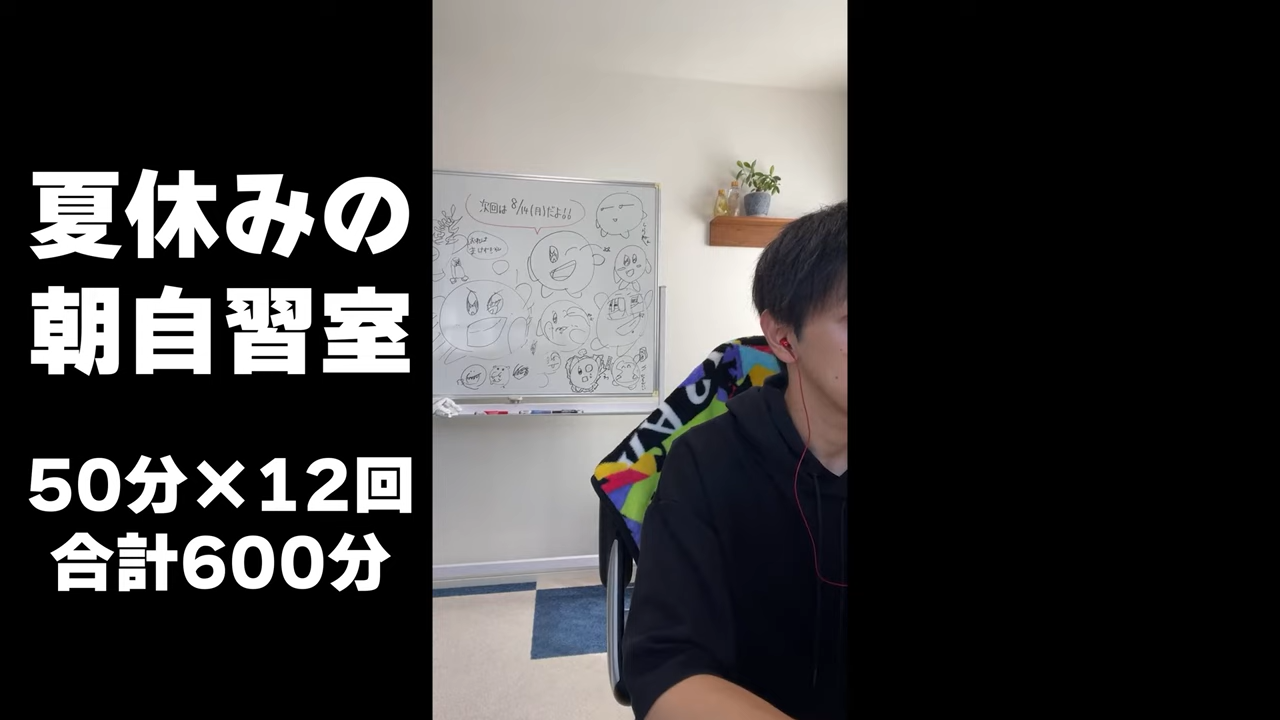 夏休みの
朝自習室
50分×12回
合計600分
次回は8/14(月)だよ!!